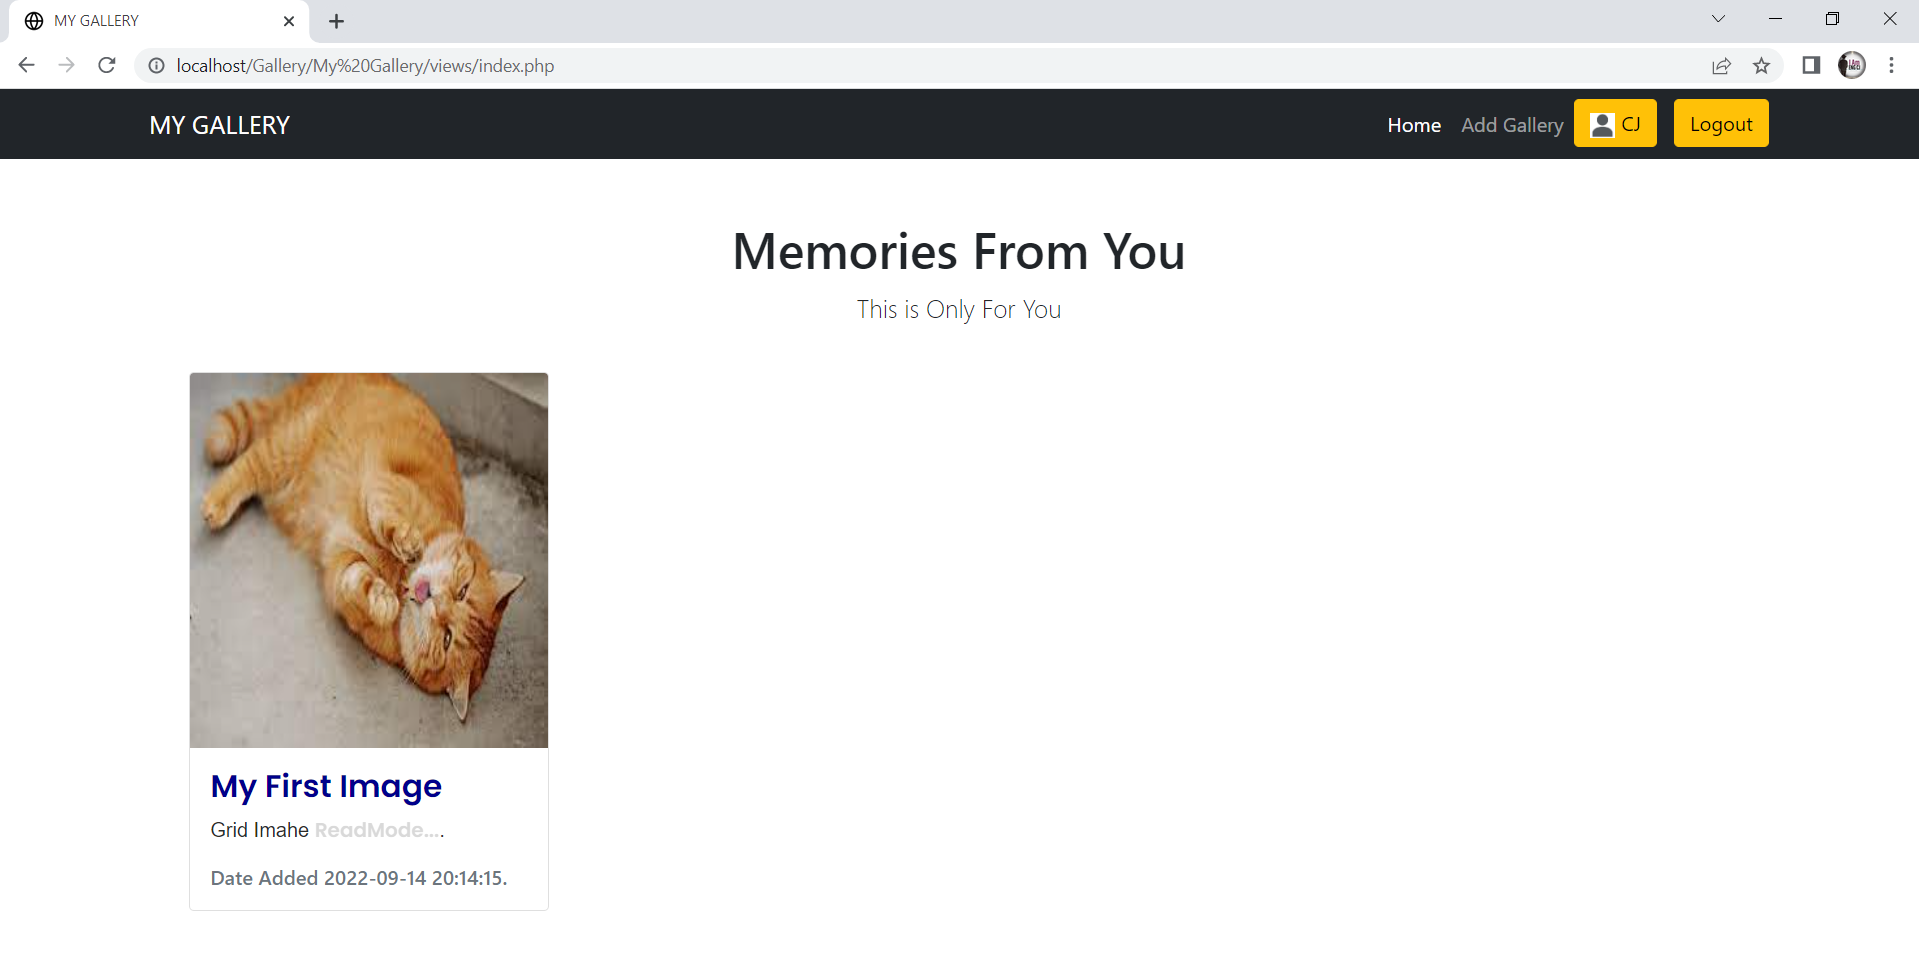 MY GALLERY
localhost/Gallery/My%20Gallery/views/index.php
MY GALLERY Home Add Gallery CJ Logout
Memories From You
This is Only For You
My First Image
Grid Imahe ReadMode....
Date Added 2022-09-14 20:14:15.